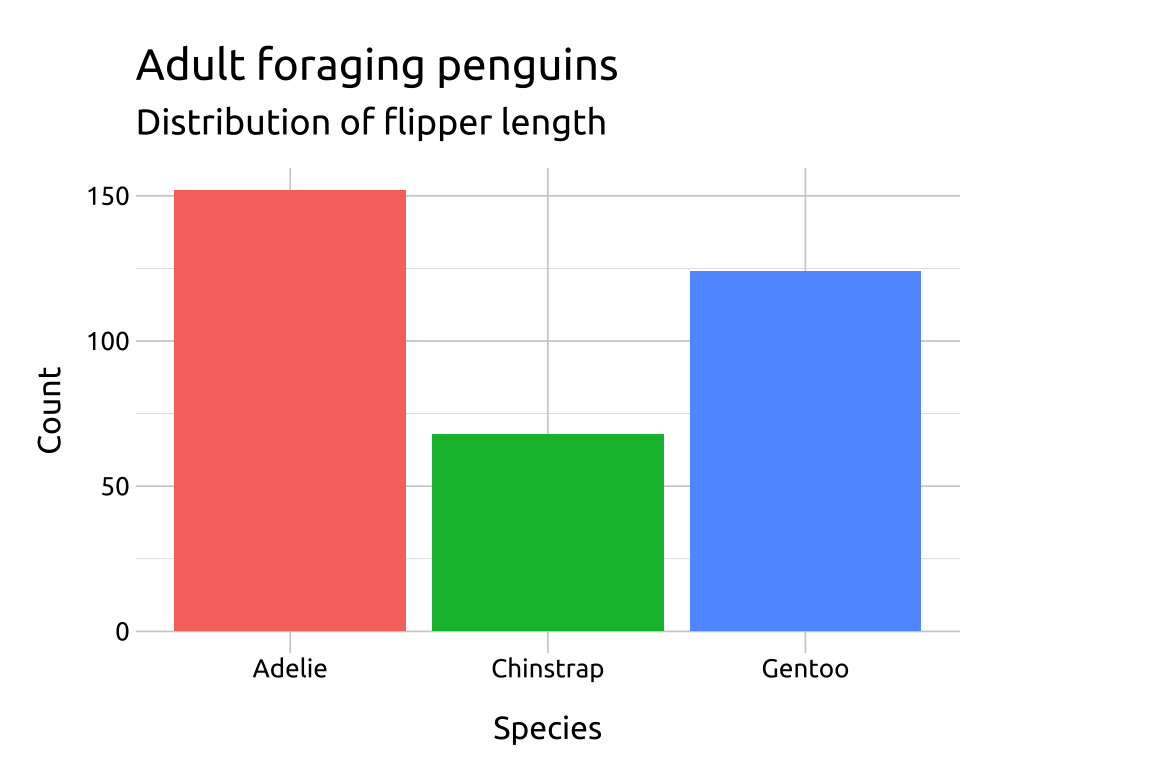 Adult foraging penguins
Distribution of flipper length
150
100
50
0
Count
Adelie
Chinstrap
Gentoo
Species